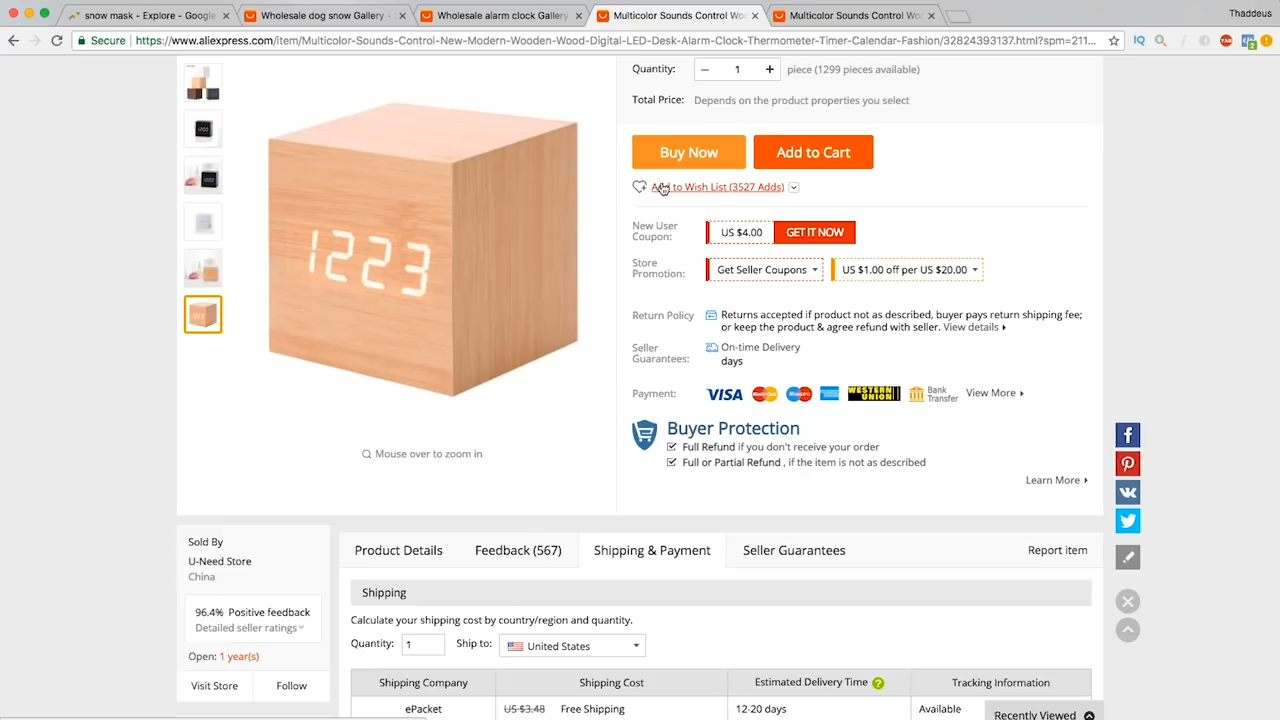 snow mask - Explore - Google
Wholesale dog snow Gallery -
Wholesale alarm clock Gallery
Multicolor Sounds Control Wo
Multicolor Sounds Control Wo
Thaddeus
Secure
https://www.aliexpress.com/item/Multicolor-Sounds-Control-New-Modern-Wooden-Wood-Digital-LED-Desk-Alarm-Clock-Thermometer-Timer-Calendar-Fashion/32824393137.html?spm=211...
Quantity: − 1 + piece (1299 pieces available)
Total Price: Depends on the product properties you select
Buy Now Add to Cart
to Wish List (3527 Adds)
New User Coupon: US $4.00 GET IT NOW
Store Promotion: Get Seller Coupons US $1.00 off per US $20.00
1223
Return Policy Returns accepted if product not as described, buyer pays return shipping fee;
or keep the product & agree refund with seller. View details
Seller Guarantees: On-time Delivery
days
Payment: VISA WESTERN UNION Bank Transfer View More
Buyer Protection
Full Refund if you don't receive your order
Full or Partial Refund , if the item is not as described
Learn More
Mouse over to zoom in
Sold By
U-Need Store
China
96.4% Positive feedback
Detailed seller ratings
Open: 1 year(s)
Visit Store Follow
Product Details Feedback (567) Shipping & Payment Seller Guarantees Report item
Shipping
Calculate your shipping cost by country/region and quantity.
Quantity: 1 Ship to: United States
Shipping Company Shipping Cost Estimated Delivery Time Tracking Information
ePacket US $3.48 Free Shipping 12-20 days Available
Recently Viewed